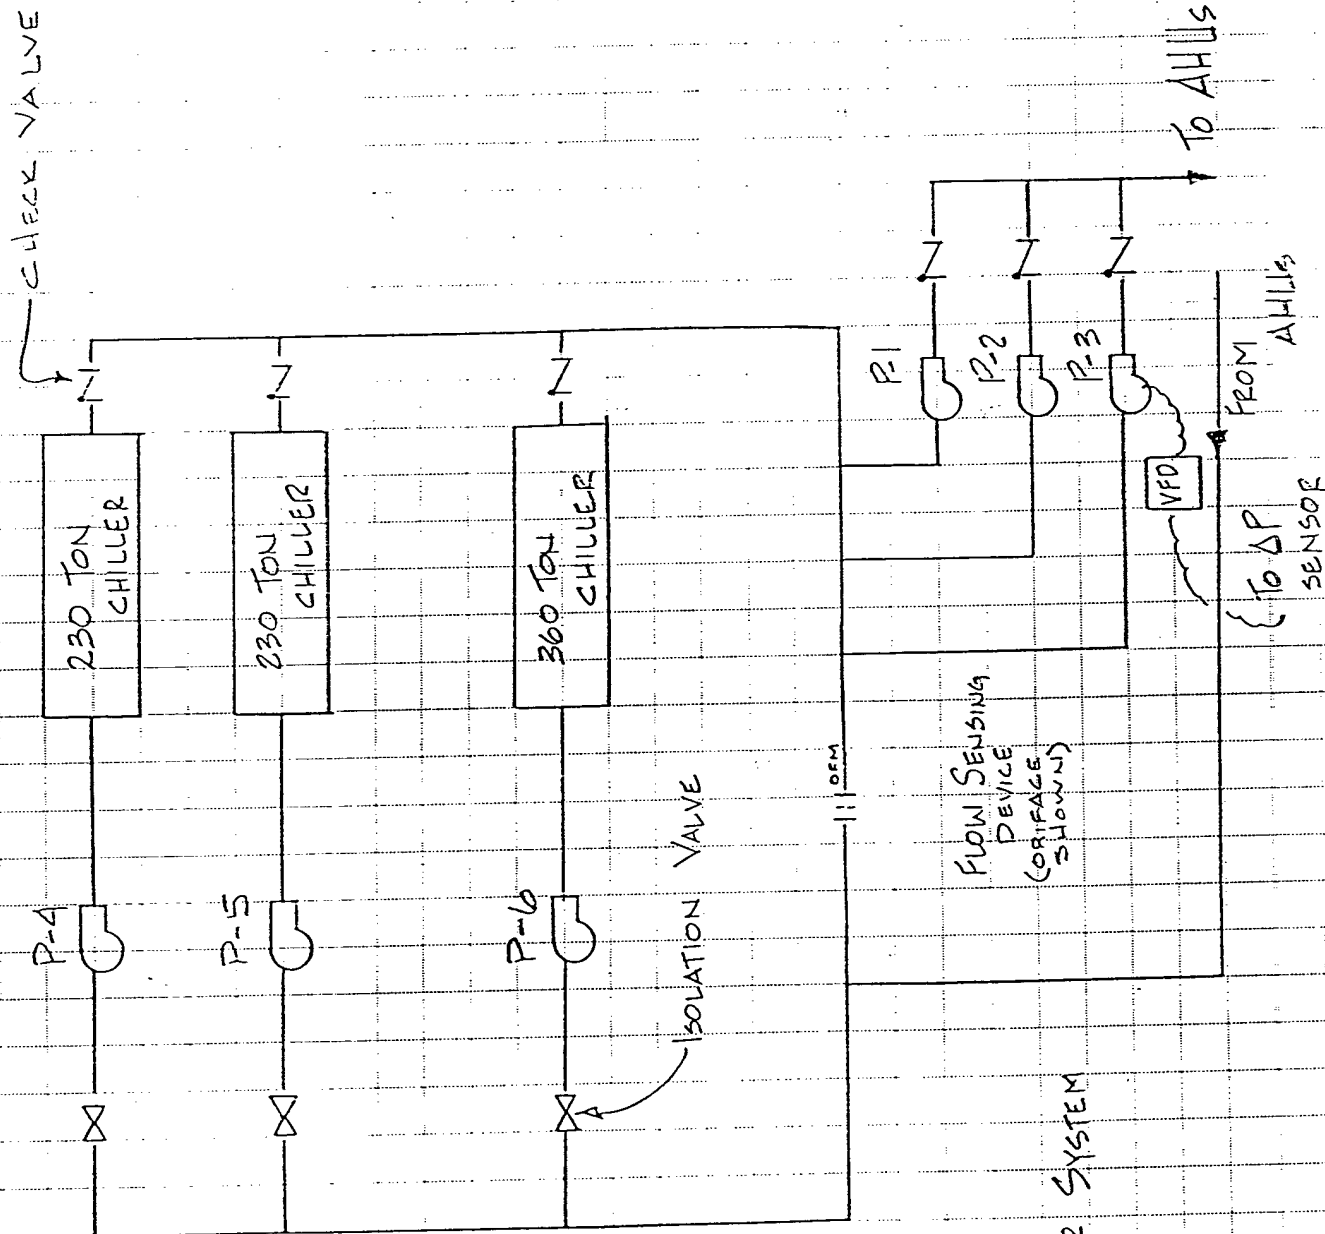 CHECK VALVE
230 TON
CHILLER
230 TON
CHILLER
360 TON
CHILLER
P-4
P-5
P-6
ISOLATION VALVE
OFM
FLOW SENSING
DEVICE
(ORIFAGE
SHOWN)
P-1
P-2
P-3
VFD
TO AHUs
FROM
AHUs
TO ΔP
SENSOR
SYSTEM